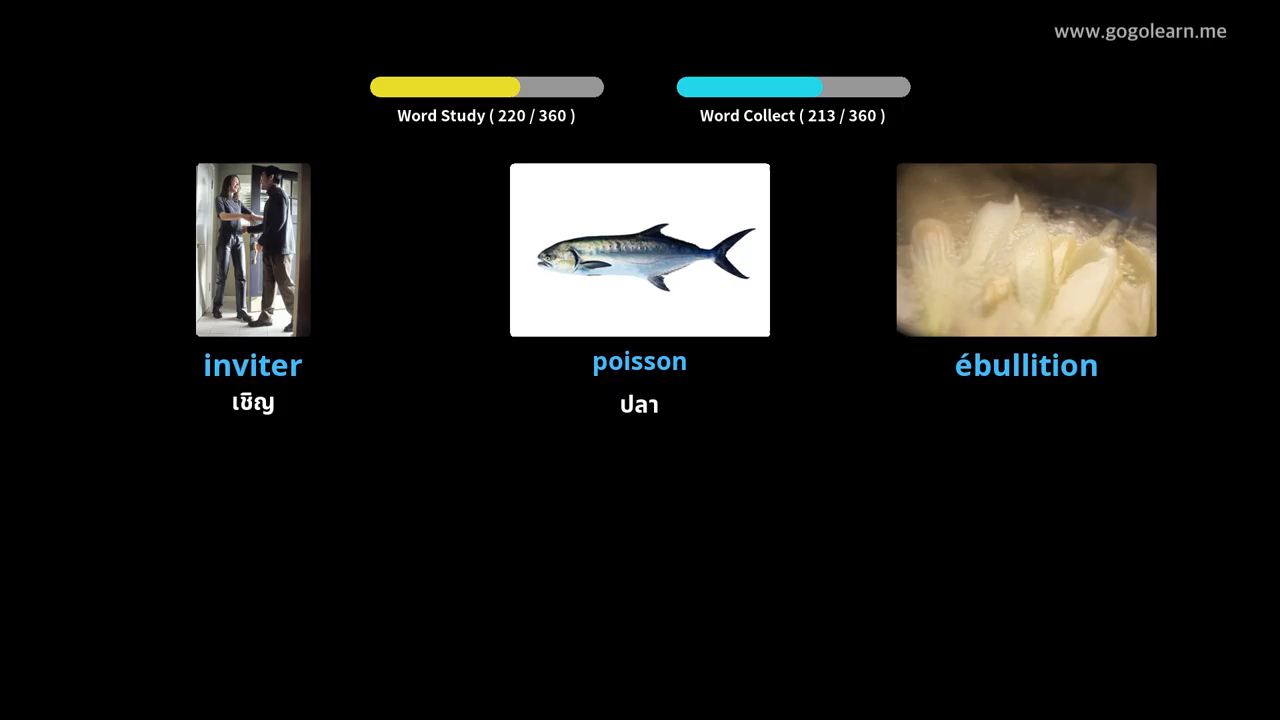 www.gogolearn.me
Word Study ( 220 / 360 )
Word Collect ( 213 / 360 )
inviter
เชิญ
poisson
ปลา
ébullition